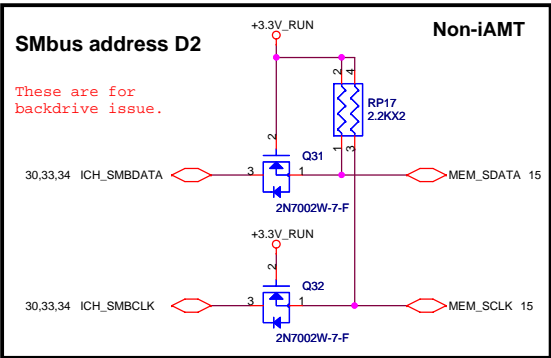 +3.3V_RUN
Non-iAMT
SMbus address D2
These are for
backdrive issue.
2 4
RP17
2.2KX2
1 3
2
Q31
30,33,34 ICH_SMBDATA 3 1 MEM_SDATA 15
2N7002W-7-F
+3.3V_RUN
2
Q32
30,33,34 ICH_SMBCLK 3 1 MEM_SCLK 15
2N7002W-7-F